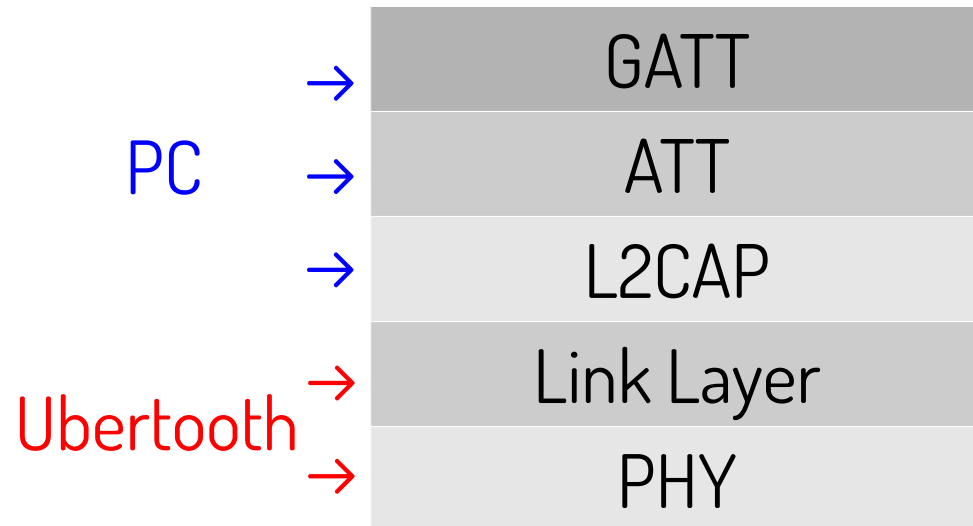 GATT
ATT
PC
L2CAP
Link Layer
Ubertooth
PHY